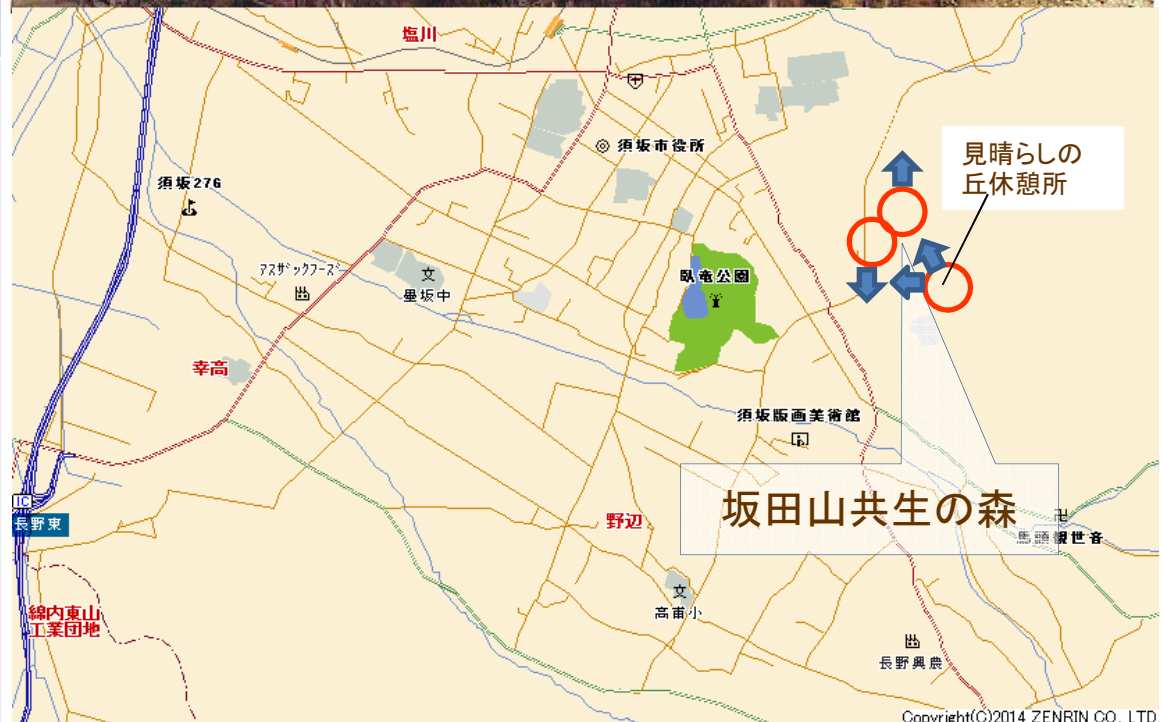 塩川
須坂市役所
見晴らしの
丘休憩所
須坂276
アスザックフーズ
文
墨坂中
臥竜公園
幸高
須坂版画美術館
坂田山共生の森
IC
長野東
野辺
卍
馬頭観世音
文
高甫小
綿内東山
工業団地
長野興農
Copyright(C)2014 ZENRIN CO., LTD